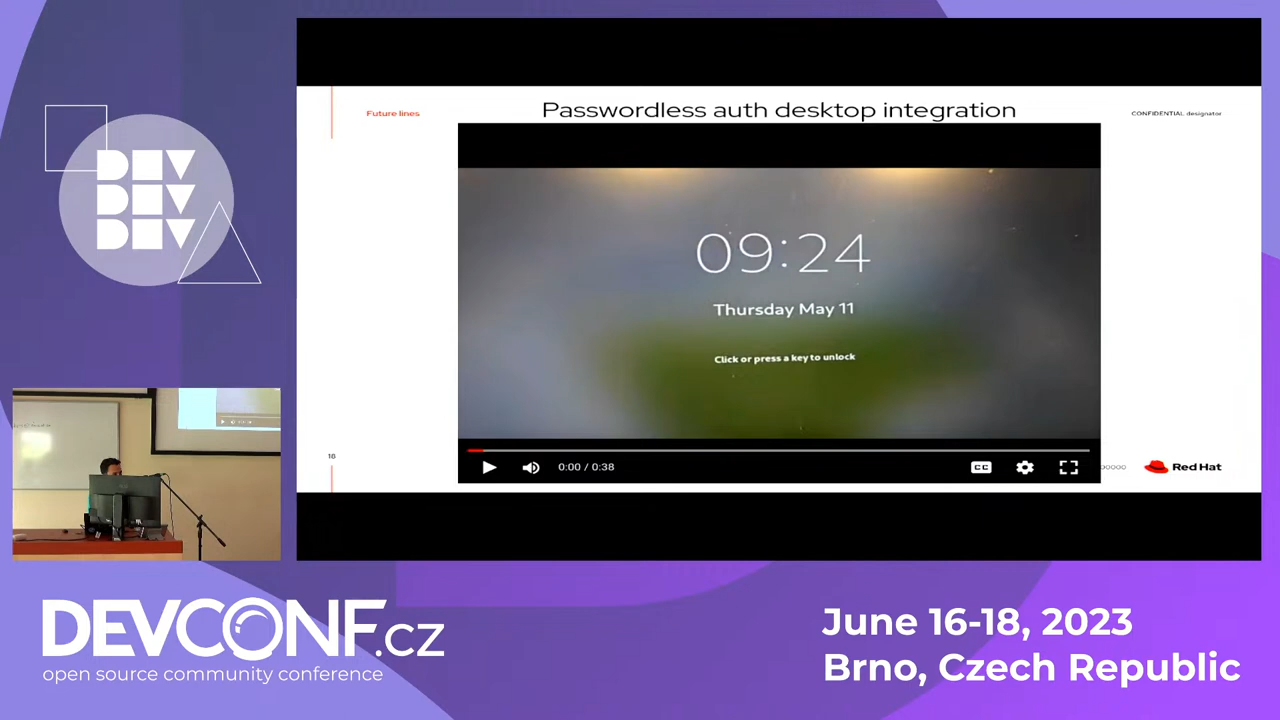 DEV
DEV
DEV
Future lines
Passwordless auth desktop integration
CONFIDENTIAL designator
09:24
Thursday May 11
Click or press a key to unlock
0:00 / 0:38
CC
18
Red Hat
DEVCONF.cz
open source community conference
June 16-18, 2023
Brno, Czech Republic